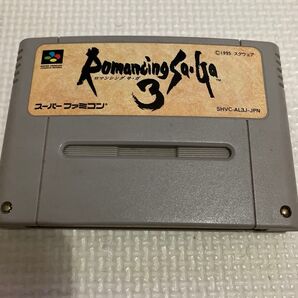 ©1995 スクウェア
Romancing Sa・Ga
ロマンシング サ・ガ
3
スーパーファミコン
SHVC-AL3J-JPN